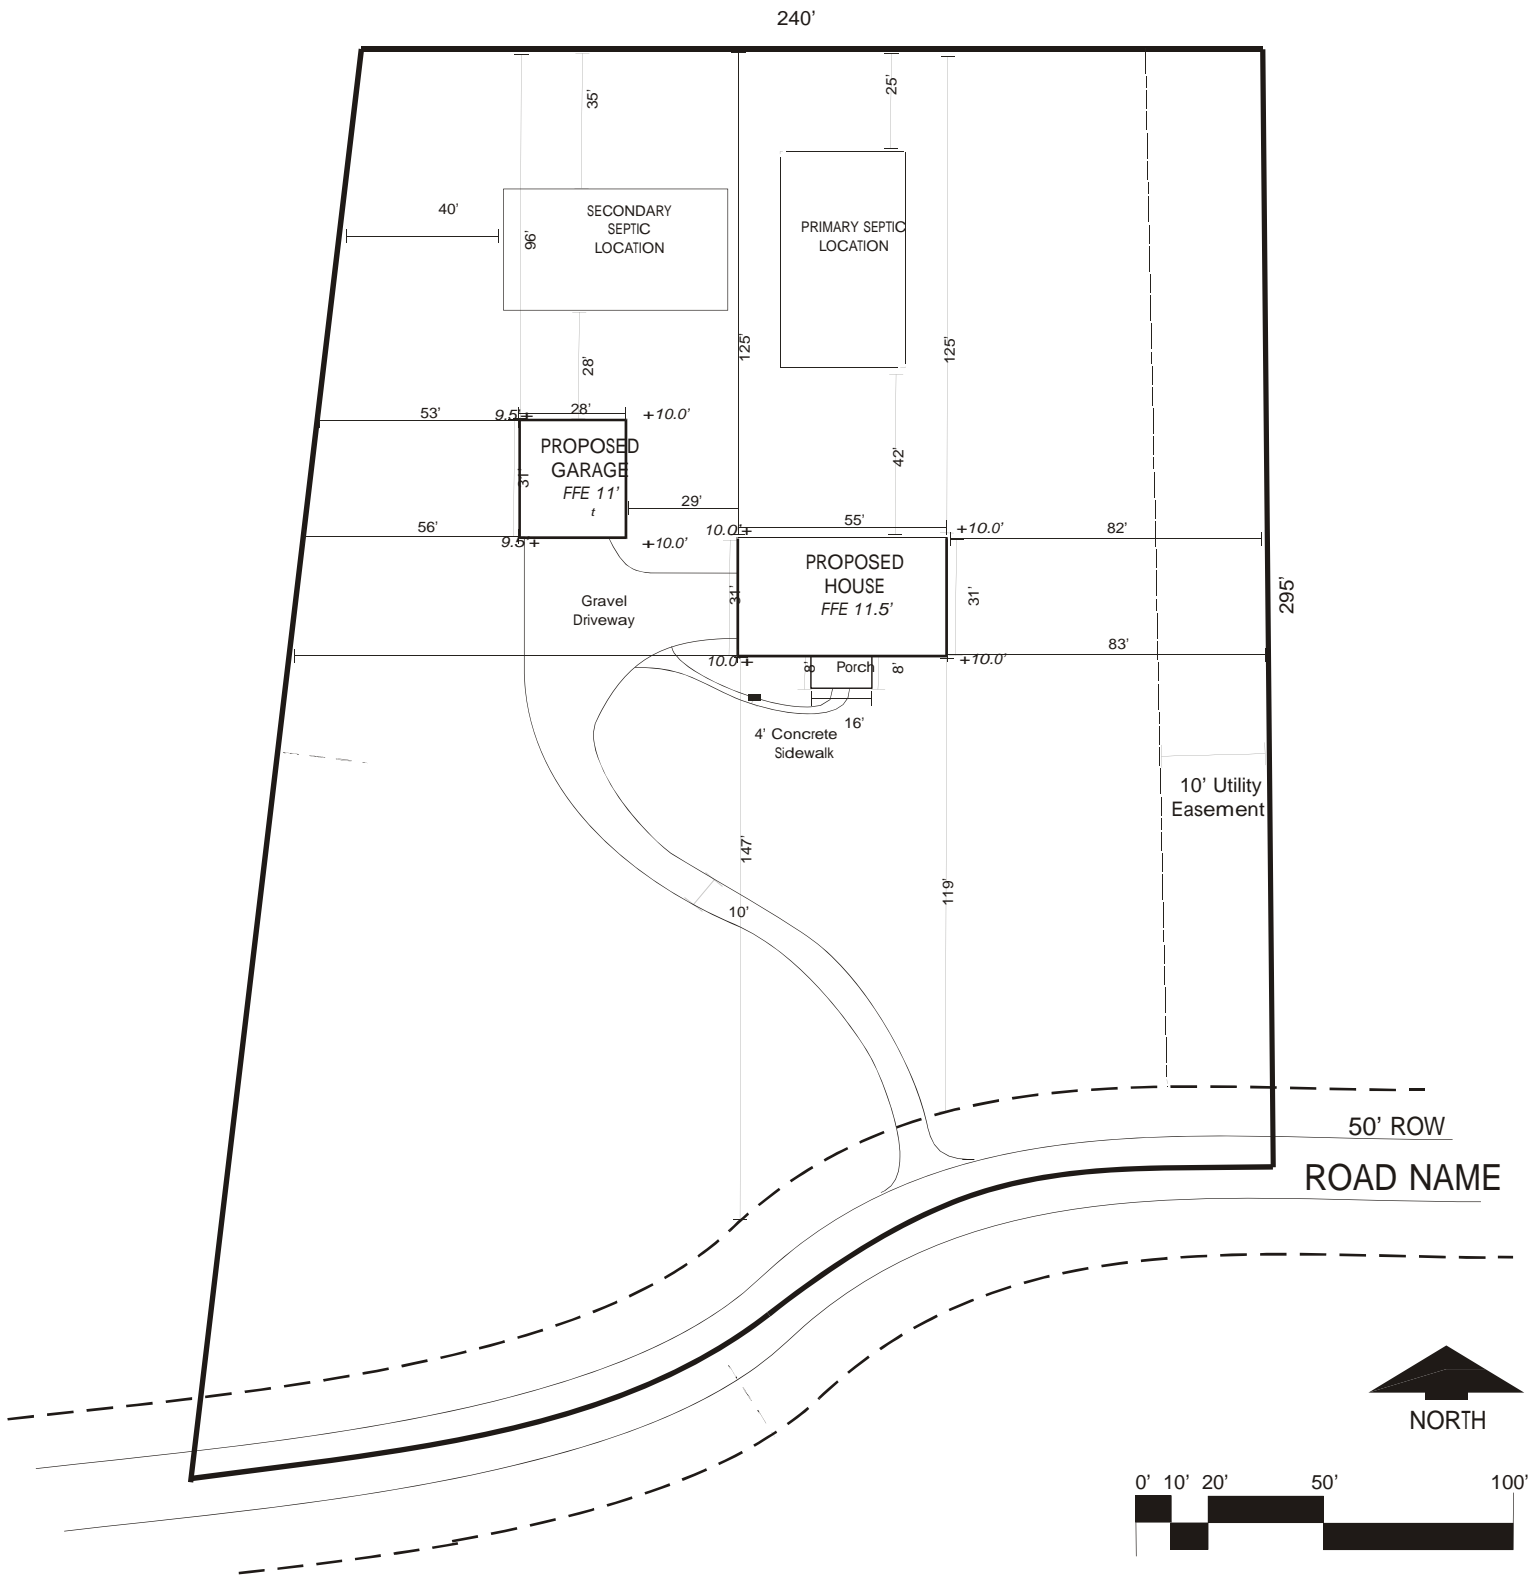 240'
35'
25'
40'
SECONDARY
SEPTIC
LOCATION
96'
PRIMARY SEPTIC
LOCATION
125'
125'
28'
53'
9.5'+
28'
+10.0'
PROPOSED
GARAGE
FFE 11'
t
31'
42'
29'
56'
9.5'+
+10.0'
10.0'+
55'
+10.0'
82'
PROPOSED
HOUSE
FFE 11.5'
31'
31'
295'
Gravel
Driveway
83'
10.0'+
8'
Porch
8'
+10.0'
16'
4' Concrete
Sidewalk
10' Utility
Easement
147'
119'
10'
50' ROW
ROAD NAME
NORTH
0' 10' 20' 50' 100'